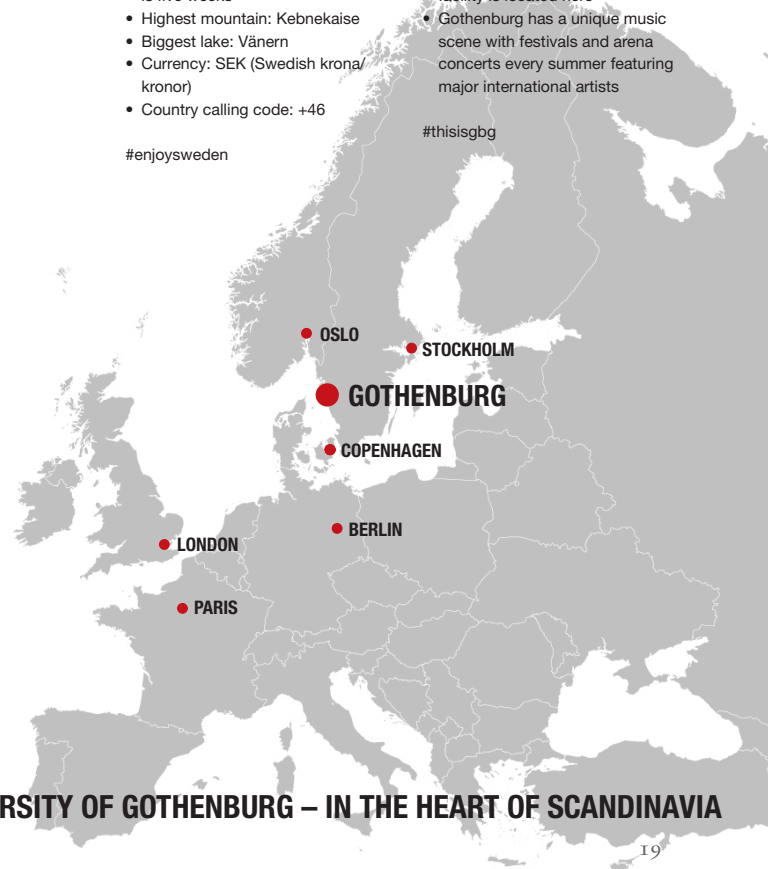 • Highest mountain: Kebnekaise
• Biggest lake: Vänern
• Currency: SEK (Swedish krona/
kronor)
• Country calling code: +46
#enjoysweden
• Gothenburg has a unique music
scene with festivals and arena
concerts every summer featuring
major international artists
#thisisgbg
OSLO
STOCKHOLM
GOTHENBURG
COPENHAGEN
BERLIN
LONDON
PARIS
RSITY OF GOTHENBURG – IN THE HEART OF SCANDINAVIA
19